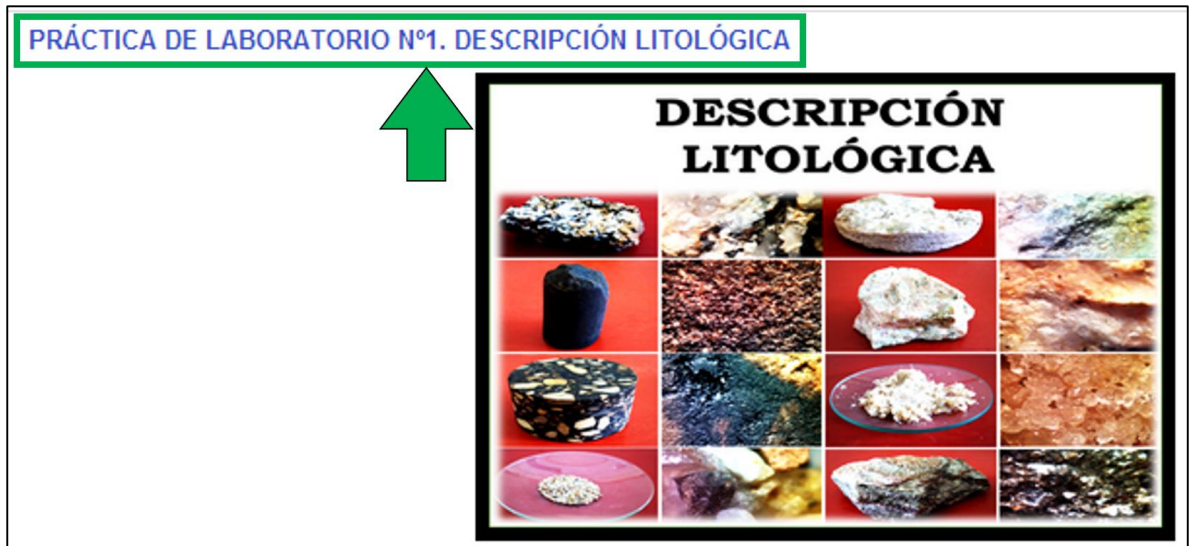 PRÁCTICA DE LABORATORIO Nº1. DESCRIPCIÓN LITOLÓGICA
DESCRIPCIÓN
LITOLÓGICA